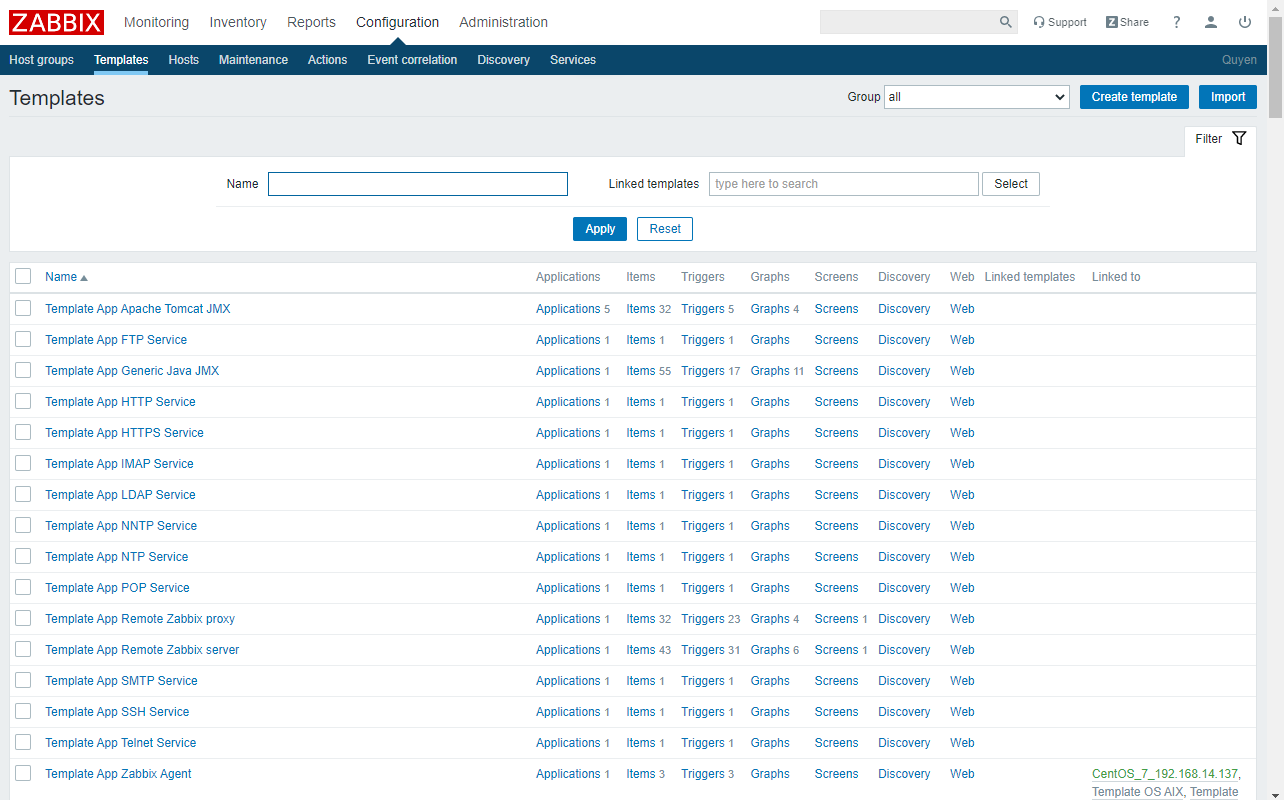 ZABBIX Monitoring Inventory Reports Configuration Administration Support Z Share ?
Host groups Templates Hosts Maintenance Actions Event correlation Discovery Services Quyen
Templates Group all Create template Import
Filter
Name Linked templates type here to search Select
Apply Reset
Name Applications Items Triggers Graphs Screens Discovery Web Linked templates Linked to
Template App Apache Tomcat JMX Applications 5 Items 32 Triggers 5 Graphs 4 Screens Discovery Web
Template App FTP Service Applications 1 Items 1 Triggers 1 Graphs Screens Discovery Web
Template App Generic Java JMX Applications 1 Items 55 Triggers 17 Graphs 11 Screens Discovery Web
Template App HTTP Service Applications 1 Items 1 Triggers 1 Graphs Screens Discovery Web
Template App HTTPS Service Applications 1 Items 1 Triggers 1 Graphs Screens Discovery Web
Template App IMAP Service Applications 1 Items 1 Triggers 1 Graphs Screens Discovery Web
Template App LDAP Service Applications 1 Items 1 Triggers 1 Graphs Screens Discovery Web
Template App NNTP Service Applications 1 Items 1 Triggers 1 Graphs Screens Discovery Web
Template App NTP Service Applications 1 Items 1 Triggers 1 Graphs Screens Discovery Web
Template App POP Service Applications 1 Items 1 Triggers 1 Graphs Screens Discovery Web
Template App Remote Zabbix proxy Applications 1 Items 32 Triggers 23 Graphs 4 Screens 1 Discovery Web
Template App Remote Zabbix server Applications 1 Items 43 Triggers 31 Graphs 6 Screens 1 Discovery Web
Template App SMTP Service Applications 1 Items 1 Triggers 1 Graphs Screens Discovery Web
Template App SSH Service Applications 1 Items 1 Triggers 1 Graphs Screens Discovery Web
Template App Telnet Service Applications 1 Items 1 Triggers 1 Graphs Screens Discovery Web
Template App Zabbix Agent Applications 1 Items 3 Triggers 3 Graphs Screens Discovery Web CentOS_7_192.168.14.137,
Template OS AIX, Template